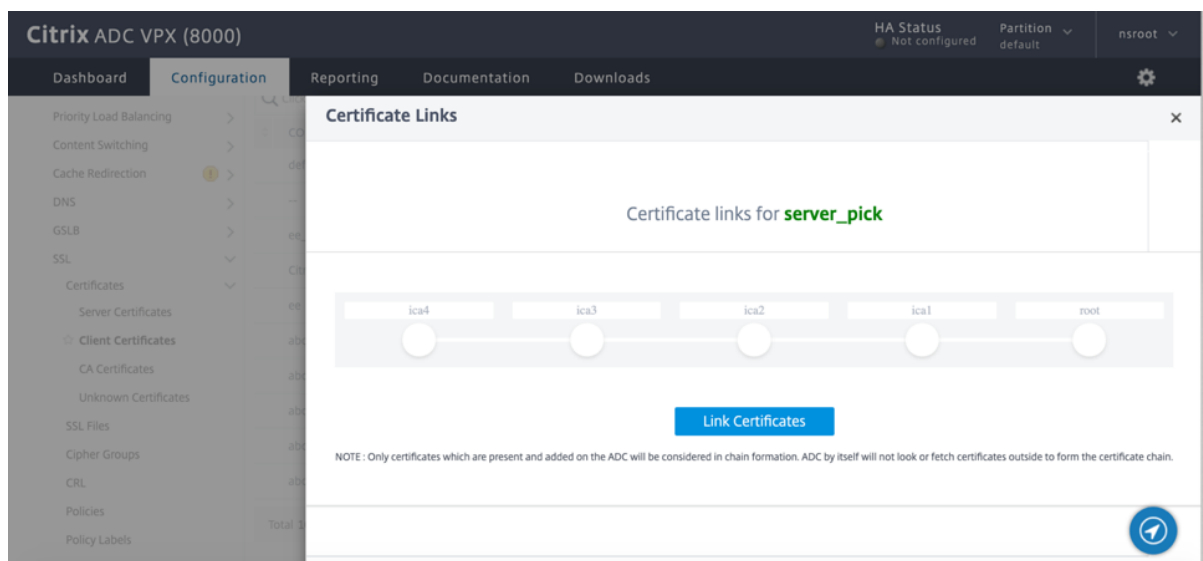 Citrix ADC VPX (8000)
HA Status
Not configured
Partition
default
nsroot
Dashboard
Configuration
Reporting
Documentation
Downloads
Priority Load Balancing
Content Switching
Cache Redirection
DNS
GSLB
SSL
Certificates
Server Certificates
Client Certificates
CA Certificates
Unknown Certificates
SSL Files
Cipher Groups
CRL
Policies
Policy Labels
Total
Certificate Links
Certificate links for server_pick
ica4 ica3 ica2 ica1 root
Link Certificates
NOTE : Only certificates which are present and added on the ADC will be considered in chain formation. ADC by itself will not look or fetch certificates outside to form the certificate chain.